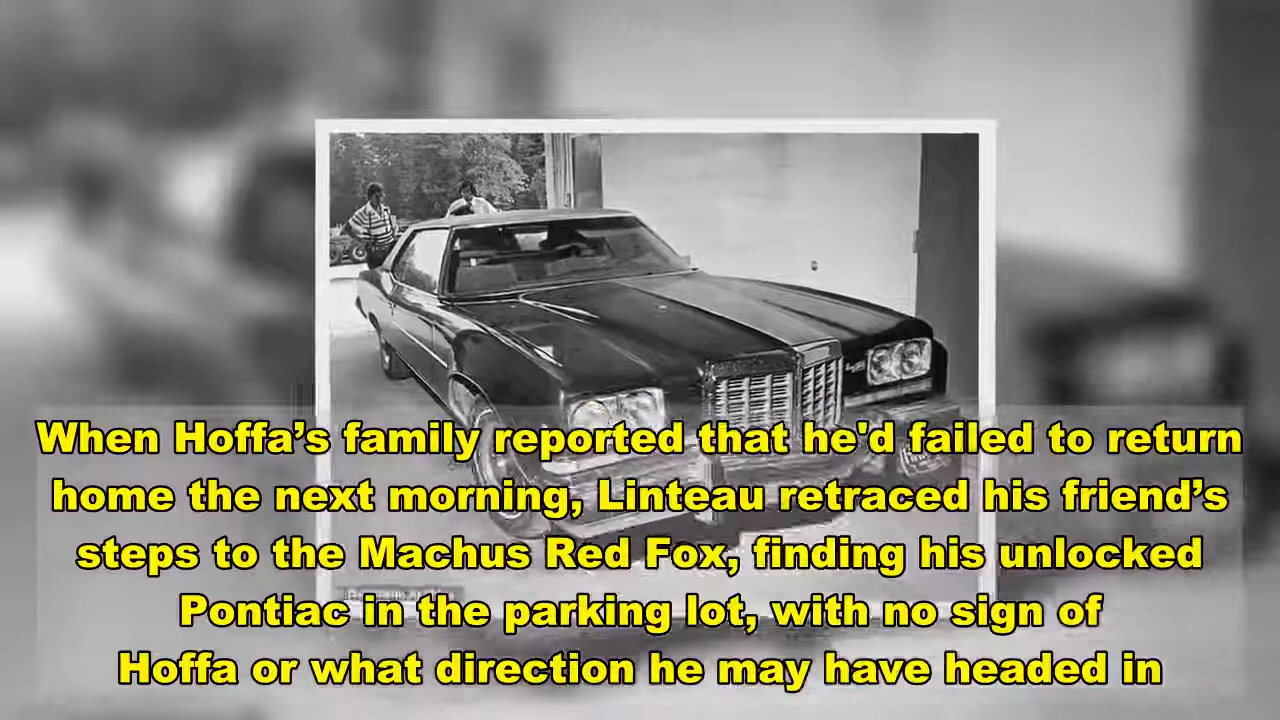 When Hoffa’s family reported that he'd failed to return
home the next morning, Linteau retraced his friend’s
steps to the Machus Red Fox, finding his unlocked
Pontiac in the parking lot, with no sign of
Hoffa or what direction he may have headed in